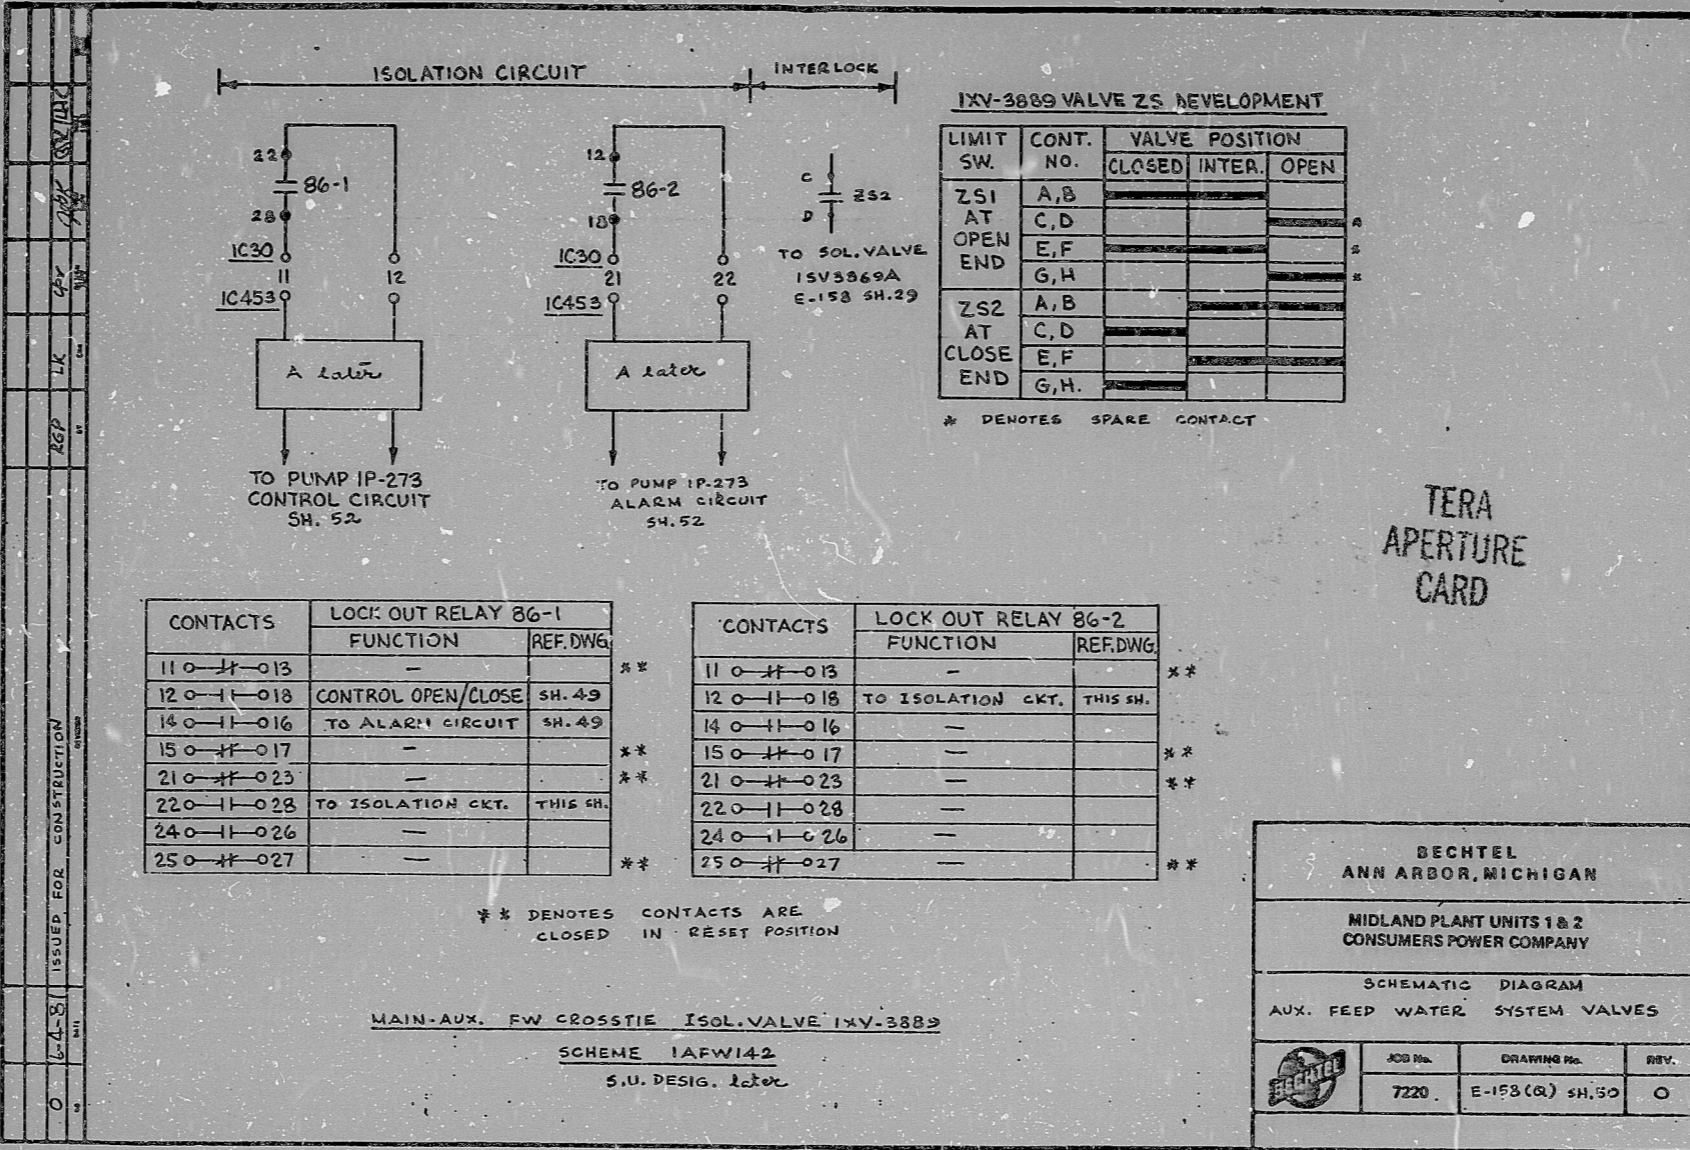 ISOLATION CIRCUIT
INTERLOCK
22
86-1
28
1C30
11
12
1C453
A later
TO PUMP 1P-273
CONTROL CIRCUIT
SH. 52
12
86-2
18
1C30
21
22
1C453
A later
TO PUMP 1P-273
ALARM CIRCUIT
SH. 52
C
ZS2
D
TO SOL. VALVE
1SV3869A
E-158 SH.29
1XV-3889 VALVE ZS DEVELOPMENT
LIMIT SW. CONT. NO. VALVE POSITION
CLOSED INTER. OPEN
ZS1 AT OPEN END
A,B
C,D *
E,F *
G,H *
ZS2 AT CLOSE END
A,B
C,D
E,F
G,H.
* DENOTES SPARE CONTACT
TERA
APERTURE
CARD
CONTACTS LOCK OUT RELAY 86-1
FUNCTION REF. DWG.
11 13 — **
12 18 CONTROL OPEN/CLOSE SH. 49
14 16 TO ALARM CIRCUIT SH. 49
15 17 — **
21 23 — **
22 28 TO ISOLATION CKT. THIS SH.
24 26 —
25 27 — **
CONTACTS LOCK OUT RELAY 86-2
FUNCTION REF. DWG.
11 13 — **
12 18 TO ISOLATION CKT. THIS SH.
14 16 —
15 17 — **
21 23 — **
22 28 —
24 26 —
25 27 — **
** DENOTES CONTACTS ARE
CLOSED IN RESET POSITION
MAIN-AUX. FW CROSSTIE ISOL. VALVE 1XV-3889
SCHEME 1AFW142
S.U. DESIG. later
BECHTEL
ANN ARBOR, MICHIGAN
MIDLAND PLANT UNITS 1 & 2
CONSUMERS POWER COMPANY
SCHEMATIC DIAGRAM
AUX. FEED WATER SYSTEM VALVES
BECHTEL
JOB No. DRAWING No. REV.
7220 E-158(Q) SH.50 0
0 6-4-81 ISSUED FOR CONSTRUCTION RGP LK